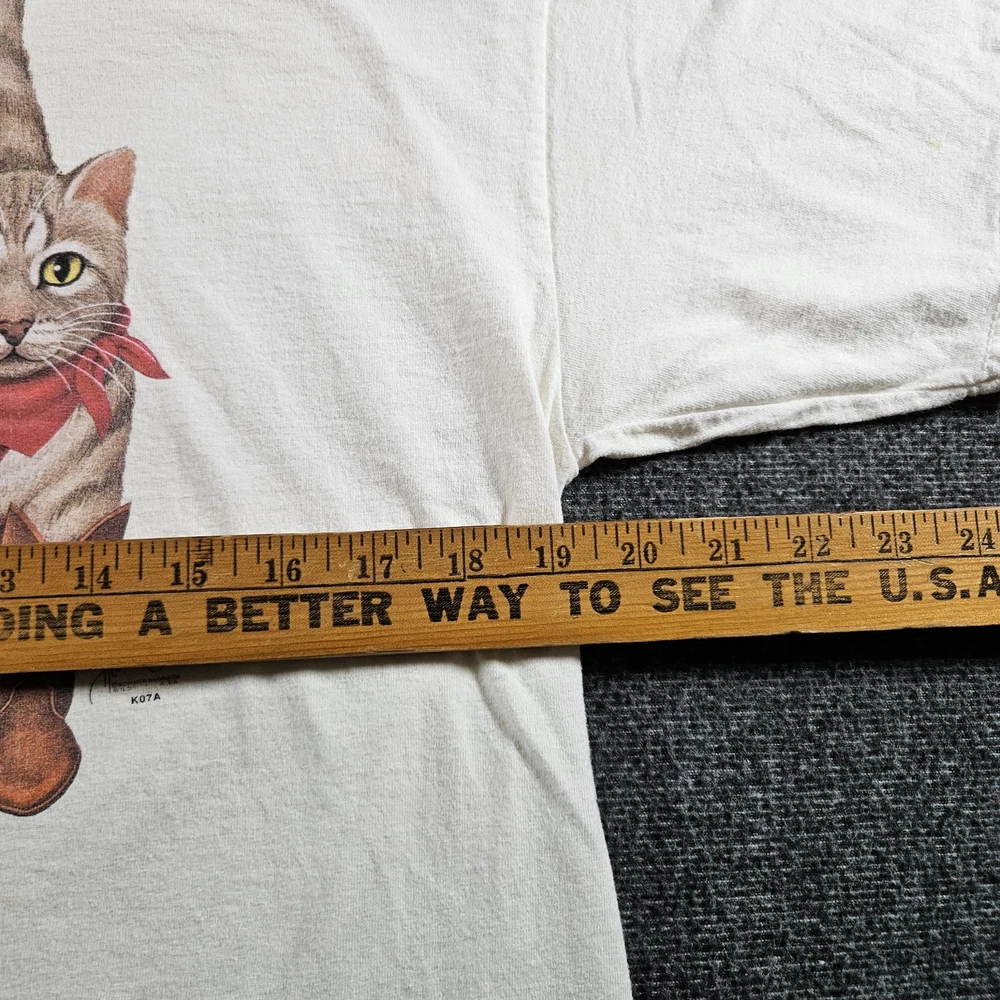 3 14 15 16 17 18 19 20 21 22 23 24
DING A BETTER WAY TO SEE THE U.S.A
K07A